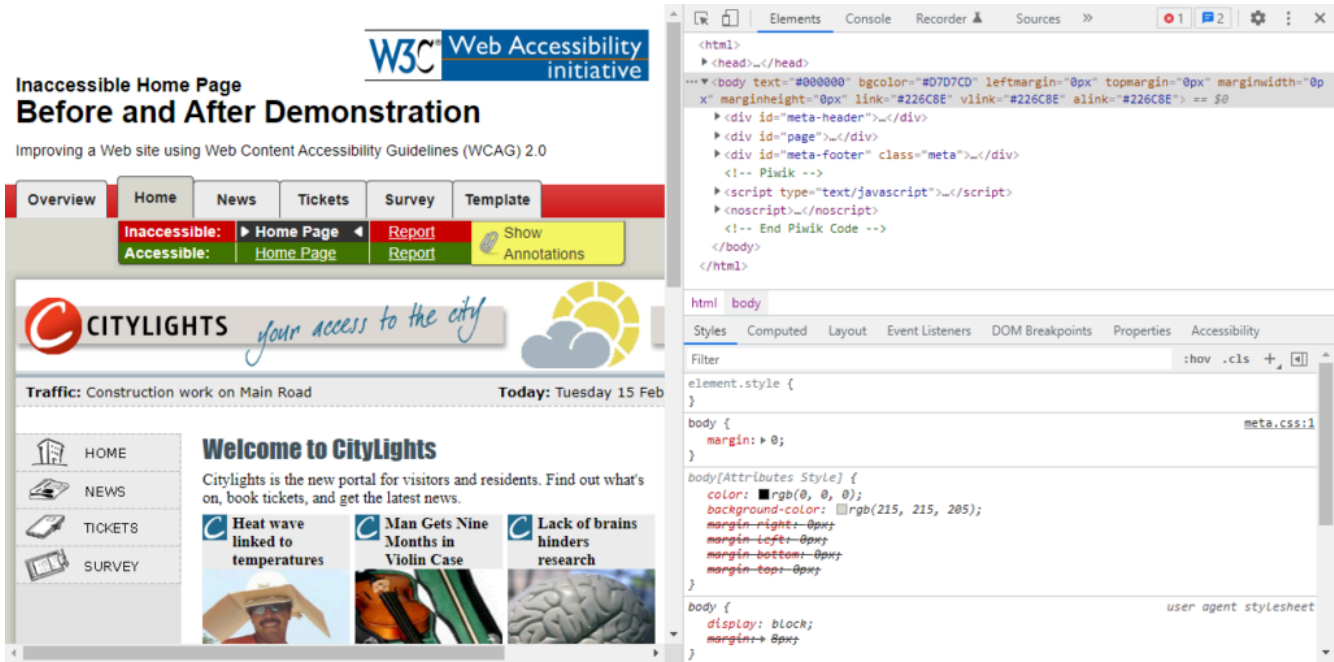 W3C® Web Accessibility
initiative
Inaccessible Home Page
Before and After Demonstration
Improving a Web site using Web Content Accessibility Guidelines (WCAG) 2.0
Overview Home News Tickets Survey Template
Inaccessible: Home Page Report Show
Accessible: Home Page Report Annotations
CITYLIGHTS your access to the city
Traffic: Construction work on Main Road Today: Tuesday 15 Feb
HOME
NEWS
TICKETS
SURVEY
Welcome to CityLights
Citylights is the new portal for visitors and residents. Find out what's
on, book tickets, and get the latest news.
Heat wave
linked to
temperatures
Man Gets Nine
Months in
Violin Case
Lack of brains
hinders
research
Elements Console Recorder Sources » 1 2
<html>
<head>…</head>
<body text="#000000" bgcolor="#D7D7CD" leftmargin="0px" topmargin="0px" marginwidth="0p
x" marginheight="0px" link="#226C8E" vlink="#226C8E" alink="#226C8E"> == $0
<div id="meta-header">…</div>
<div id="page">…</div>
<div id="meta-footer" class="meta">…</div>
<!-- Piwik -->
<script type="text/javascript">…</script>
<noscript>…</noscript>
<!-- End Piwik Code -->
</body>
</html>
html body
Styles Computed Layout Event Listeners DOM Breakpoints Properties Accessibility
Filter :hov .cls +
element.style {
}
body { meta.css:1
margin: 0;
}
body[Attributes Style] {
color: rgb(0, 0, 0);
background-color: rgb(215, 215, 205);
margin-right: 0px;
margin-left: 0px;
margin-bottom: 0px;
margin-top: 0px;
}
body { user agent stylesheet
display: block;
margin: 8px;
}